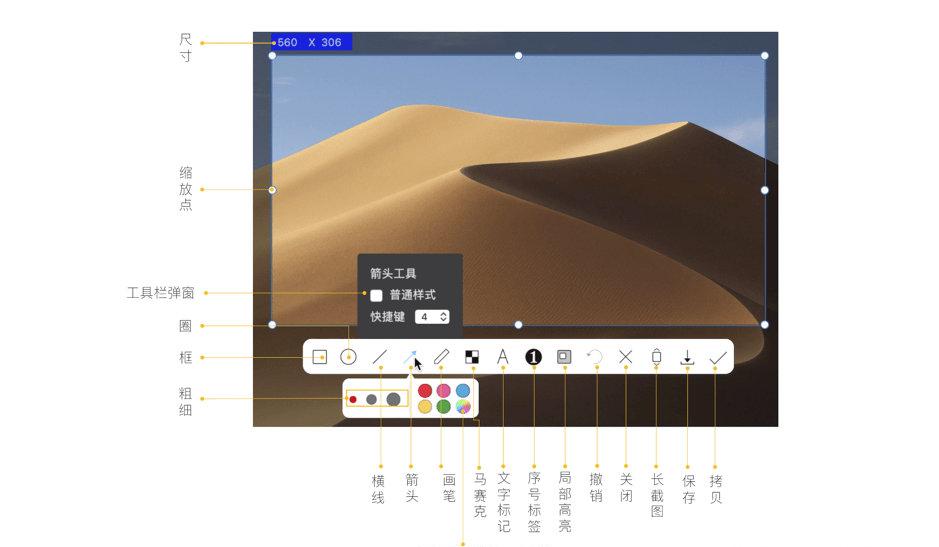 尺寸
560 X 306
缩放点
箭头工具
工具栏弹窗
普通样式
快捷键 4
圈
框
A
1
粗细
横线
箭头
画笔
马赛克
文字标记
序号标签
局部高亮
撤销
关闭
长截图
保存
拷贝